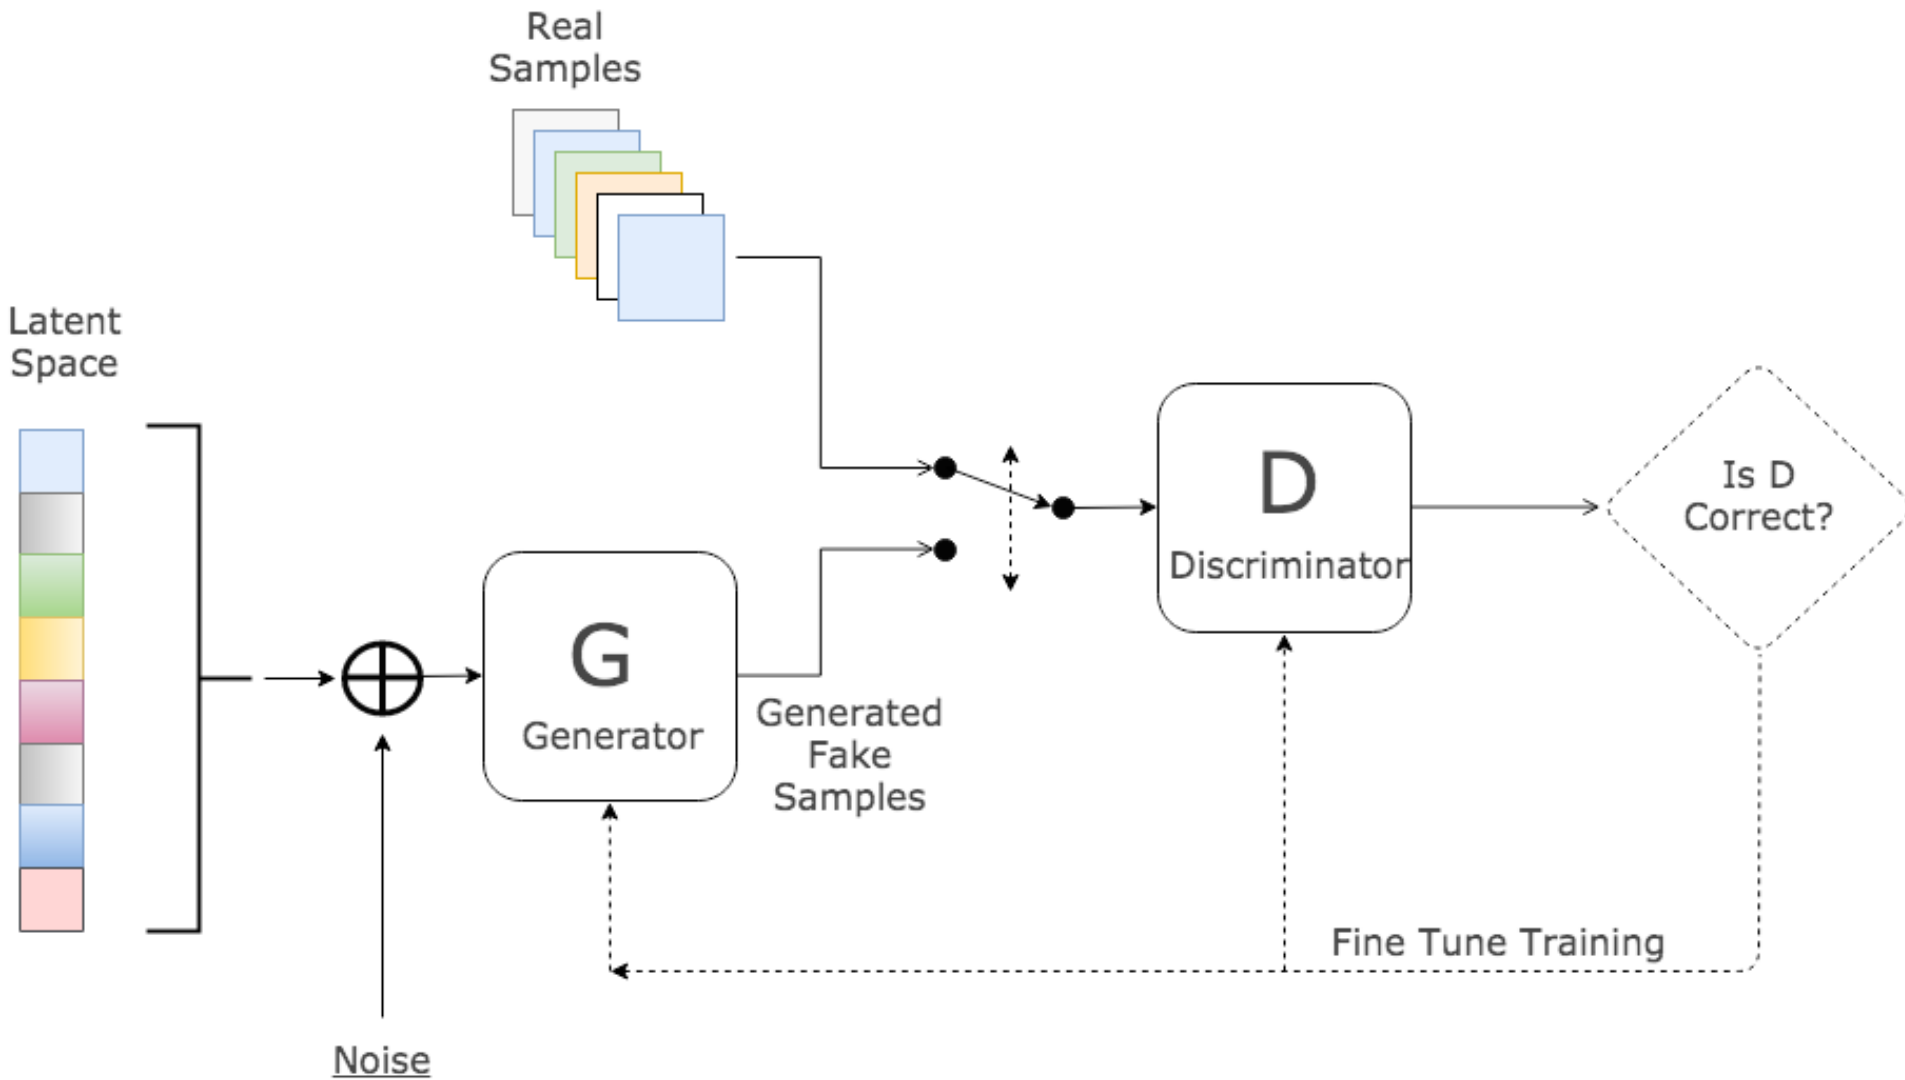 Real
Samples
Latent
Space
G
Generator
Generated
Fake
Samples
D
Discriminator
Is D
Correct?
Fine Tune Training
Noise